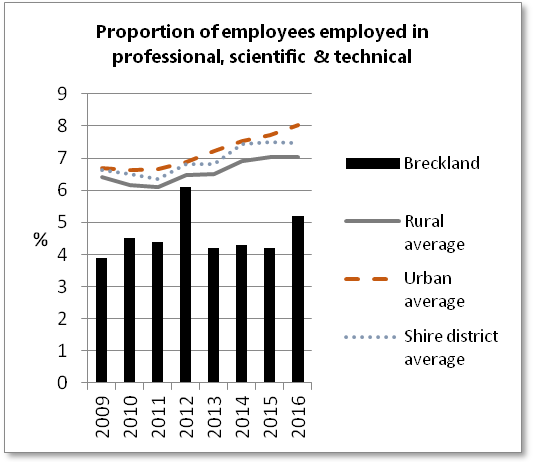 Proportion of employees employed in
professional, scientific & technical
9
8
7
6
5
4
3
2
1
0
%
2009
2010
2011
2012
2013
2014
2015
2016
Breckland
Rural
average
Urban
average
Shire district
average